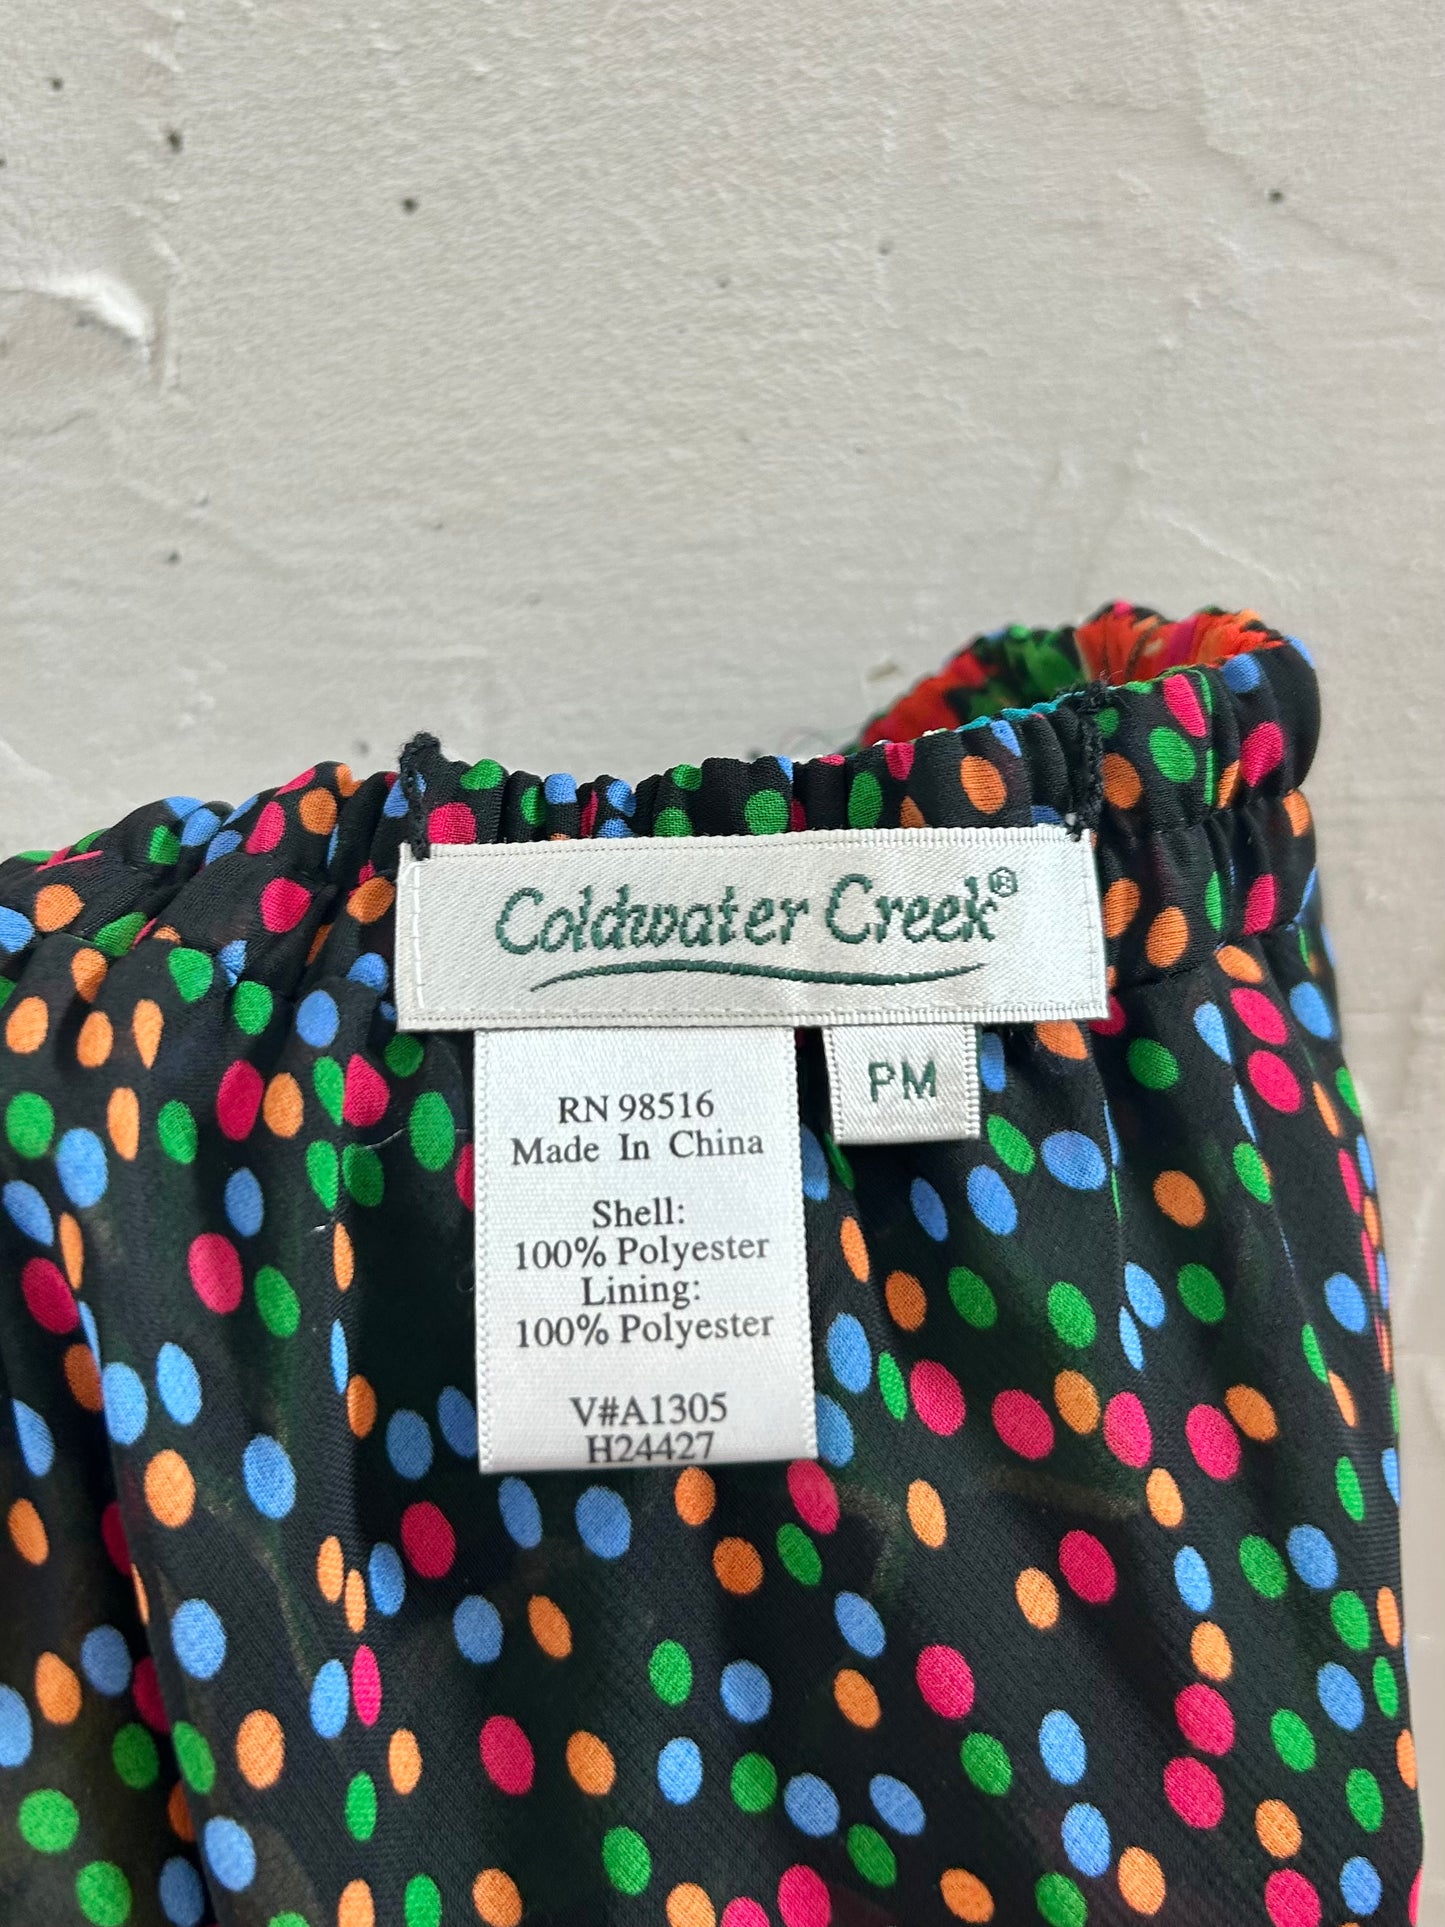 Coldwater Creek®
PM
RN 98516
Made In China
Shell:
100% Polyester
Lining:
100% Polyester
V#A1305
H24427